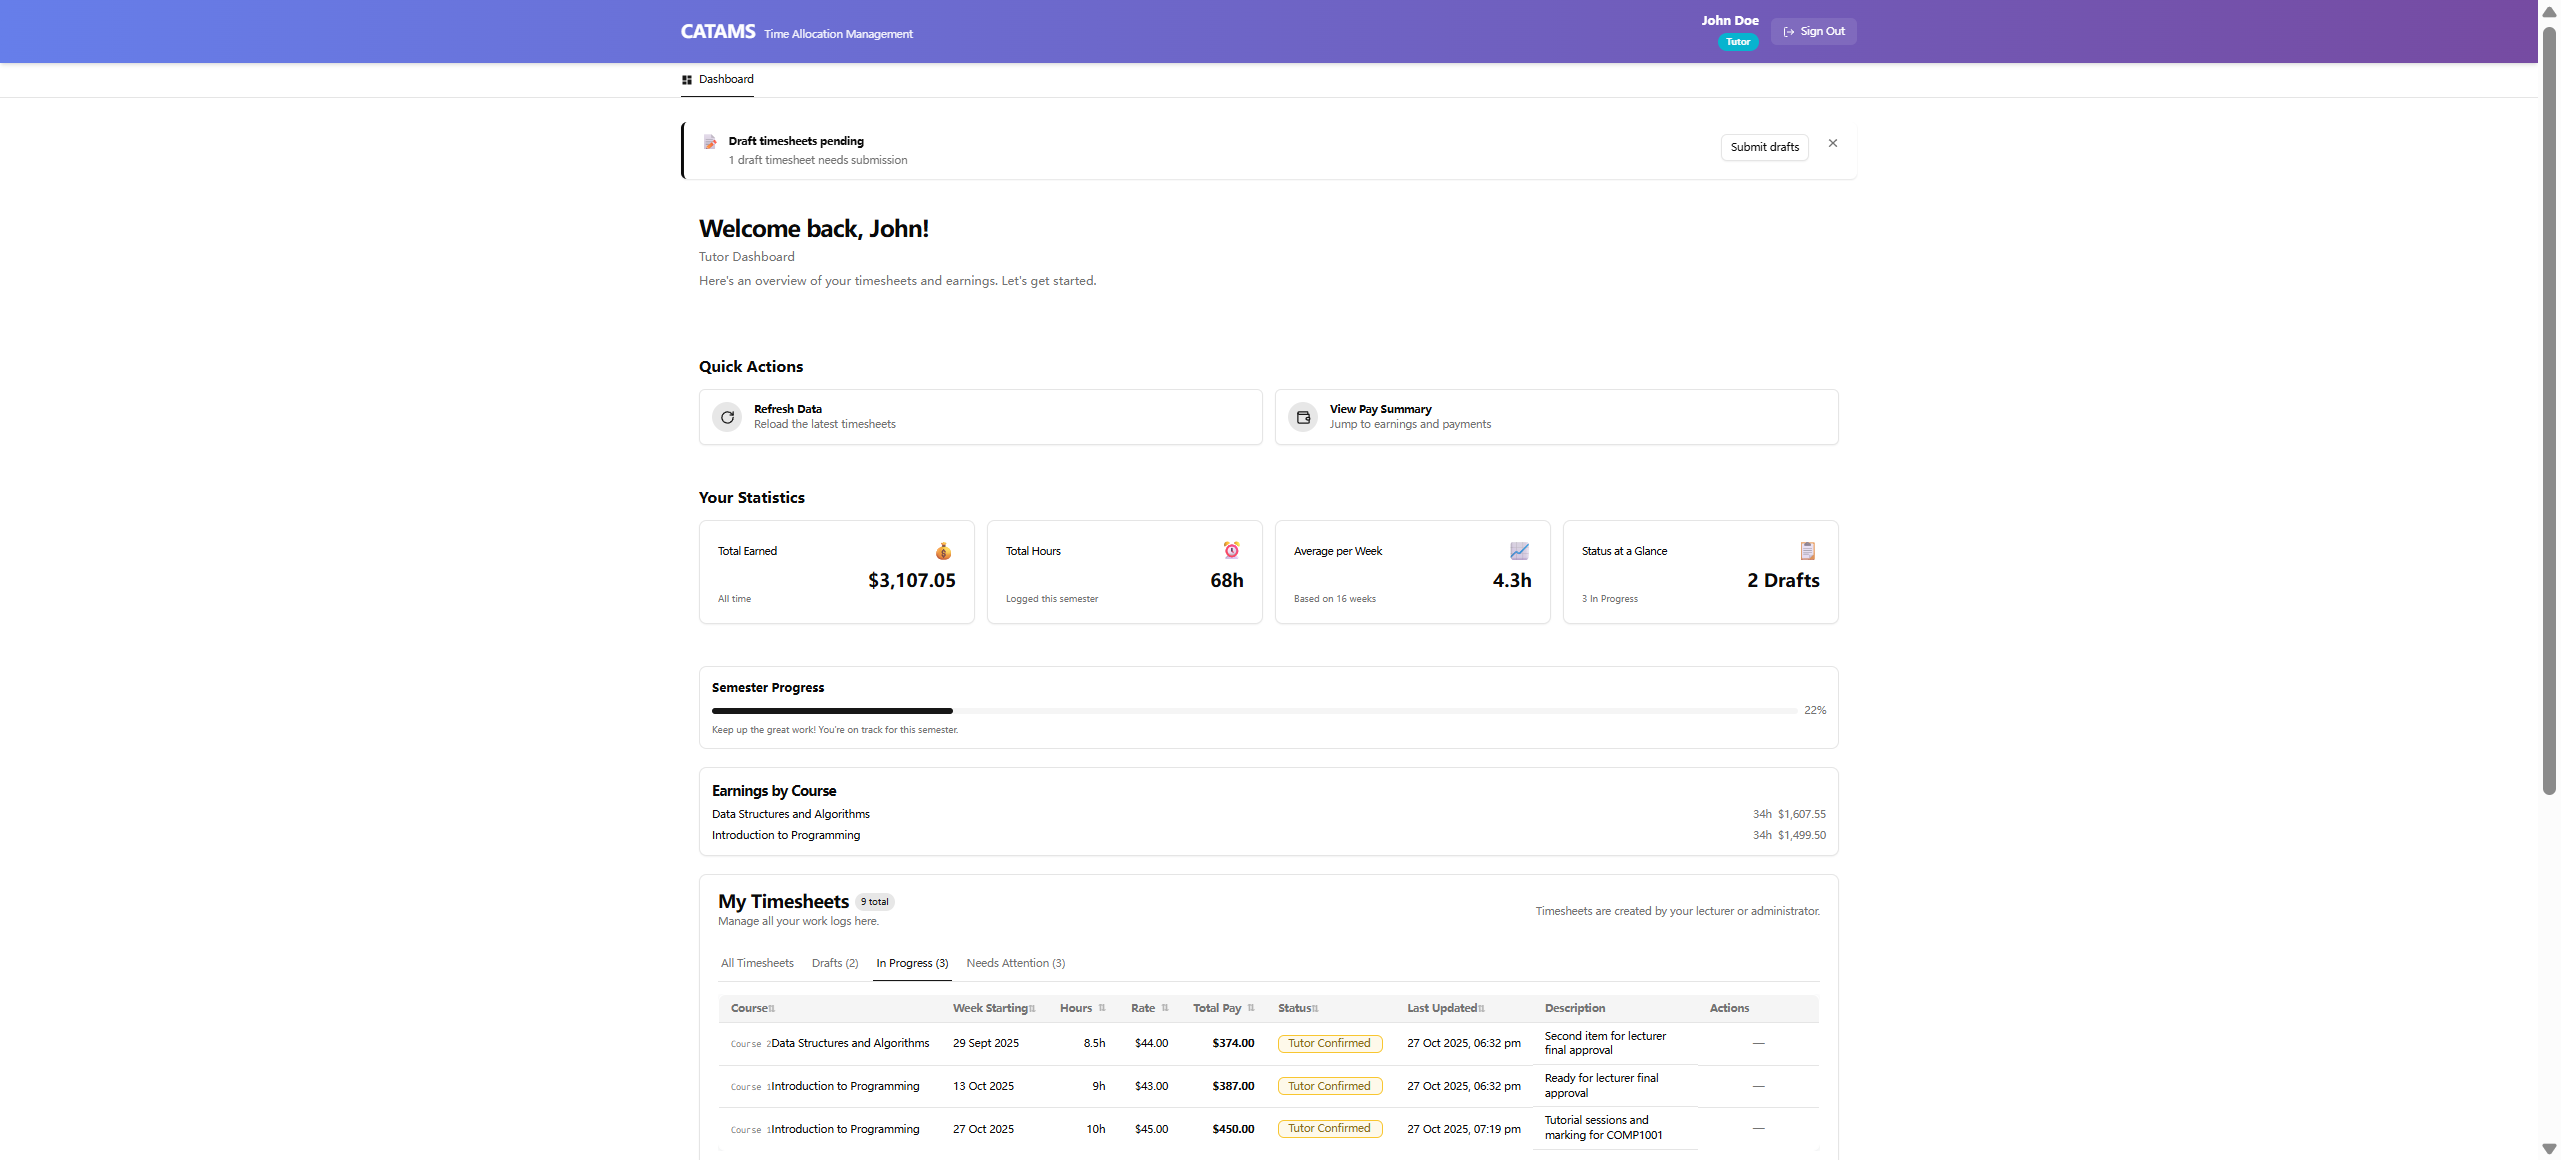 CATAMS Time Allocation Management
John Doe
Tutor
Sign Out
Dashboard
Draft timesheets pending
1 draft timesheet needs submission
Submit drafts
Welcome back, John!
Tutor Dashboard
Here's an overview of your timesheets and earnings. Let's get started.
Quick Actions
Refresh Data
Reload the latest timesheets
View Pay Summary
Jump to earnings and payments
Your Statistics
Total Earned
$3,107.05
All time
Total Hours
68h
Logged this semester
Average per Week
4.3h
Based on 16 weeks
Status at a Glance
2 Drafts
3 In Progress
Semester Progress
22%
Keep up the great work! You're on track for this semester.
Earnings by Course
Data Structures and Algorithms 34h $1,607.55
Introduction to Programming 34h $1,499.50
My Timesheets 9 total
Manage all your work logs here.
Timesheets are created by your lecturer or administrator.
All Timesheets Drafts (2) In Progress (3) Needs Attention (3)
Course Week Starting Hours Rate Total Pay Status Last Updated Description Actions
Course 2 Data Structures and Algorithms 29 Sept 2025 8.5h $44.00 $374.00 Tutor Confirmed 27 Oct 2025, 06:32 pm Second item for lecturer
final approval —
Course 1 Introduction to Programming 13 Oct 2025 9h $43.00 $387.00 Tutor Confirmed 27 Oct 2025, 06:32 pm Ready for lecturer final
approval —
Course 1 Introduction to Programming 27 Oct 2025 10h $45.00 $450.00 Tutor Confirmed 27 Oct 2025, 07:19 pm Tutorial sessions and
marking for COMP1001 —